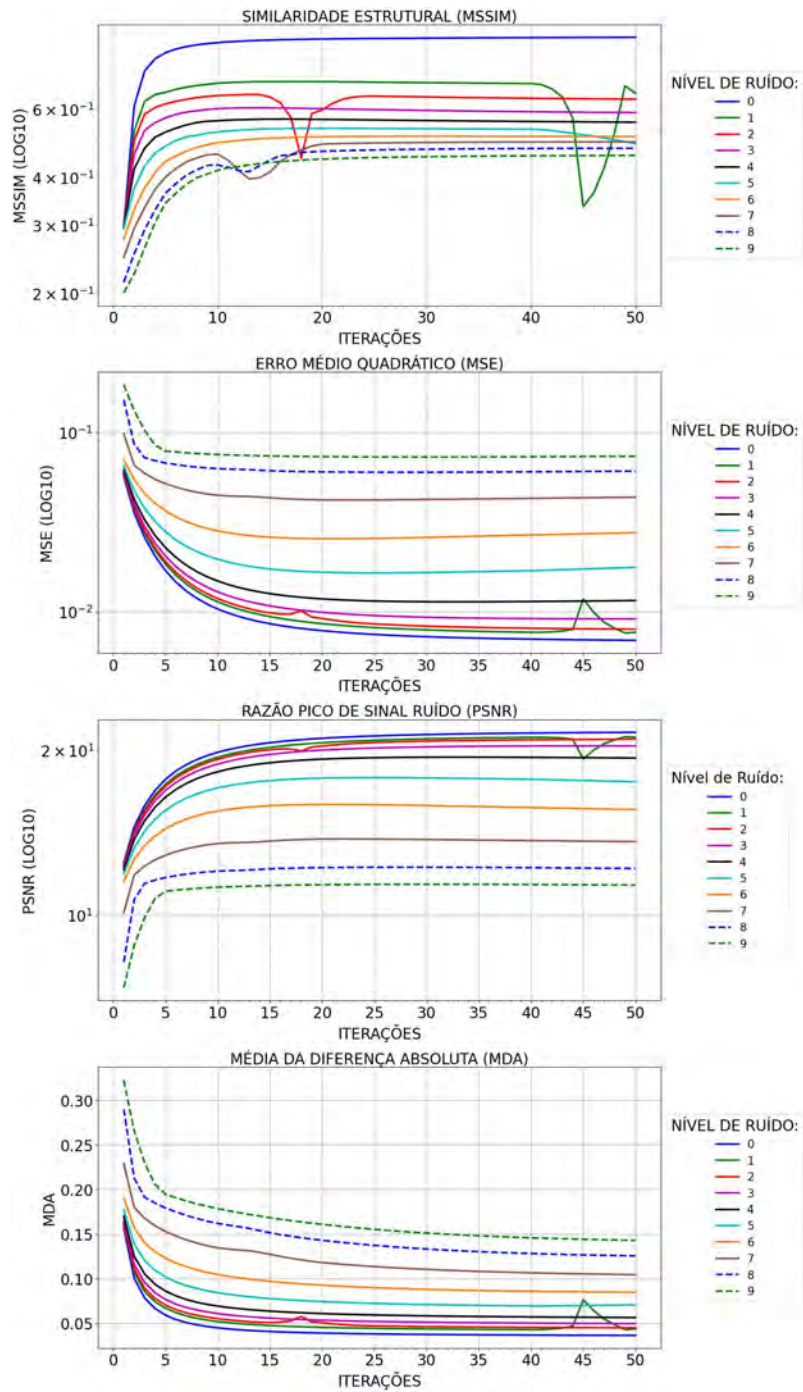 SIMILARIDADE ESTRUTURAL (MSSIM)
MSSIM (LOG10)
6 × 10⁻¹
4 × 10⁻¹
3 × 10⁻¹
2 × 10⁻¹
0 5 10 15 20 25 30 35 40 45 50
ITERAÇÕES
NÍVEL DE RUÍDO:
0
1
2
3
4
5
6
7
8
9
ERRO MÉDIO QUADRÁTICO (MSE)
MSE (LOG10)
10⁻¹
10⁻²
0 5 10 15 20 25 30 35 40 45 50
ITERAÇÕES
NÍVEL DE RUÍDO:
0
1
2
3
4
5
6
7
8
9
RAZÃO PICO DE SINAL RUÍDO (PSNR)
PSNR (LOG10)
2 × 10¹
10¹
0 5 10 15 20 25 30 35 40 45 50
ITERAÇÕES
Nível de Ruído:
0
1
2
3
4
5
6
7
8
9
MÉDIA DA DIFERENÇA ABSOLUTA (MDA)
MDA
0.30
0.25
0.20
0.15
0.10
0.05
0 5 10 15 20 25 30 35 40 45 50
ITERAÇÕES
NÍVEL DE RUÍDO:
0
1
2
3
4
5
6
7
8
9